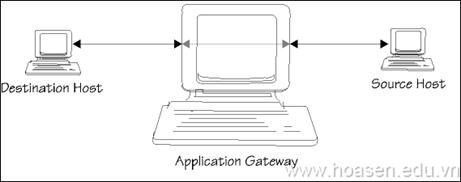 Destination Host
Source Host
Application Gateway
www.hoasen.edu.vn